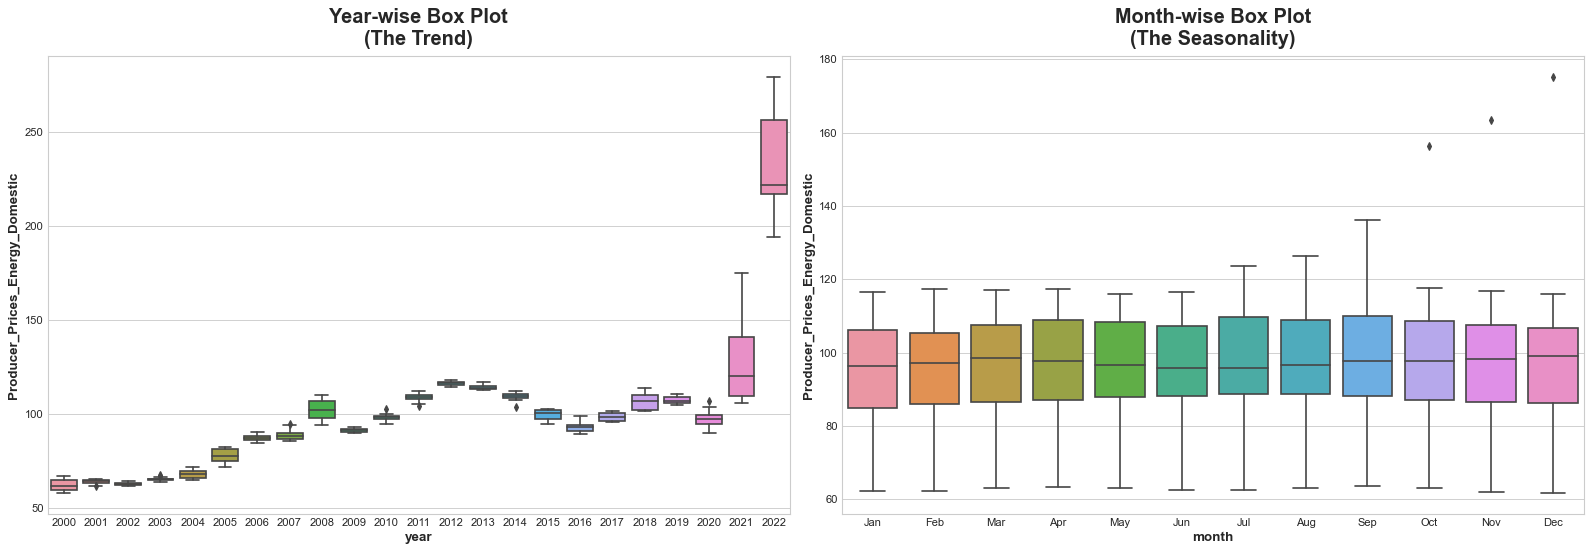 Year-wise Box Plot
(The Trend)
Producer_Prices_Energy_Domestic
250
200
150
100
50
2000 2001 2002 2003 2004 2005 2006 2007 2008 2009 2010 2011 2012 2013 2014 2015 2016 2017 2018 2019 2020 2021 2022
year
Month-wise Box Plot
(The Seasonality)
Producer_Prices_Energy_Domestic
180
160
140
120
100
80
60
Jan Feb Mar Apr May Jun Jul Aug Sep Oct Nov Dec
month